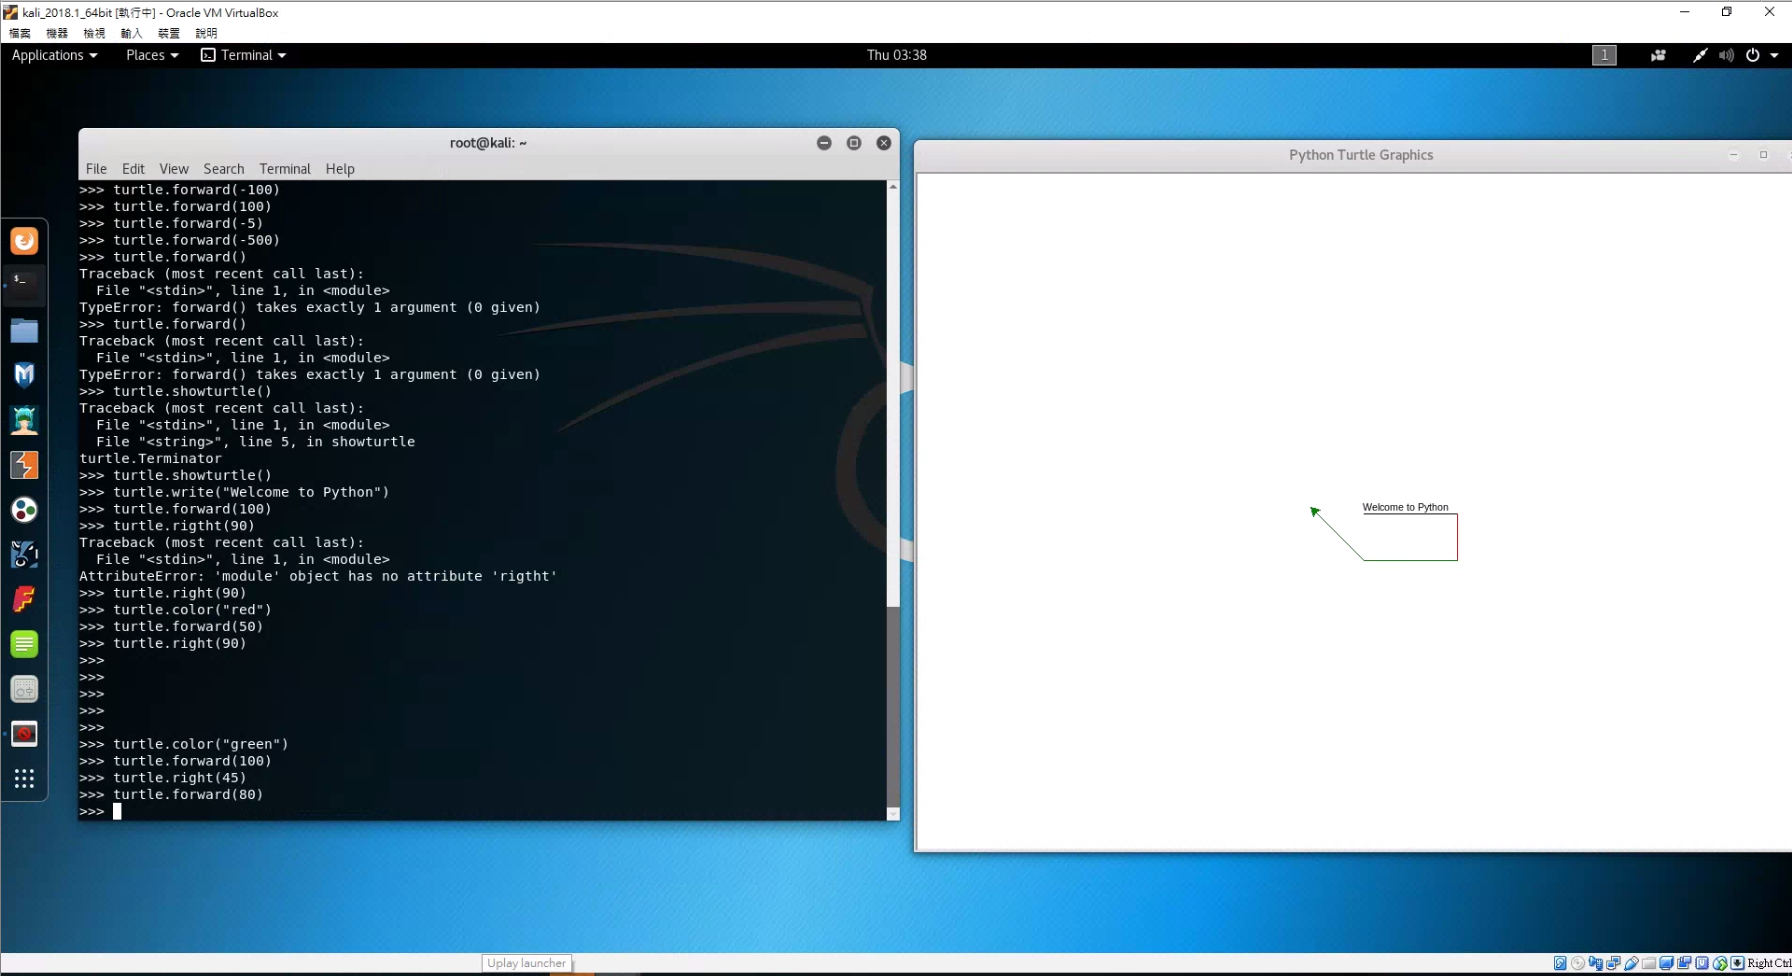 kali_2018.1_64bit [執行中] - Oracle VM VirtualBox
檔案 機器 檢視 輸入 裝置 說明
Applications Places Terminal Thu 03:38 1
root@kali: ~
File Edit View Search Terminal Help
>>> turtle.forward(-100)
>>> turtle.forward(100)
>>> turtle.forward(-5)
>>> turtle.forward(-500)
>>> turtle.forward()
Traceback (most recent call last):
  File "<stdin>", line 1, in <module>
TypeError: forward() takes exactly 1 argument (0 given)
>>> turtle.forward()
Traceback (most recent call last):
  File "<stdin>", line 1, in <module>
TypeError: forward() takes exactly 1 argument (0 given)
>>> turtle.showturtle()
Traceback (most recent call last):
  File "<stdin>", line 1, in <module>
  File "<string>", line 5, in showturtle
turtle.Terminator
>>> turtle.showturtle()
>>> turtle.write("Welcome to Python")
>>> turtle.forward(100)
>>> turtle.rigtht(90)
Traceback (most recent call last):
  File "<stdin>", line 1, in <module>
AttributeError: 'module' object has no attribute 'rigtht'
>>> turtle.right(90)
>>> turtle.color("red")
>>> turtle.forward(50)
>>> turtle.right(90)
>>>
>>>
>>>
>>>
>>>
>>> turtle.color("green")
>>> turtle.forward(100)
>>> turtle.right(45)
>>> turtle.forward(80)
>>>
Python Turtle Graphics
Welcome to Python
Uplay launcher
Right Ctrl